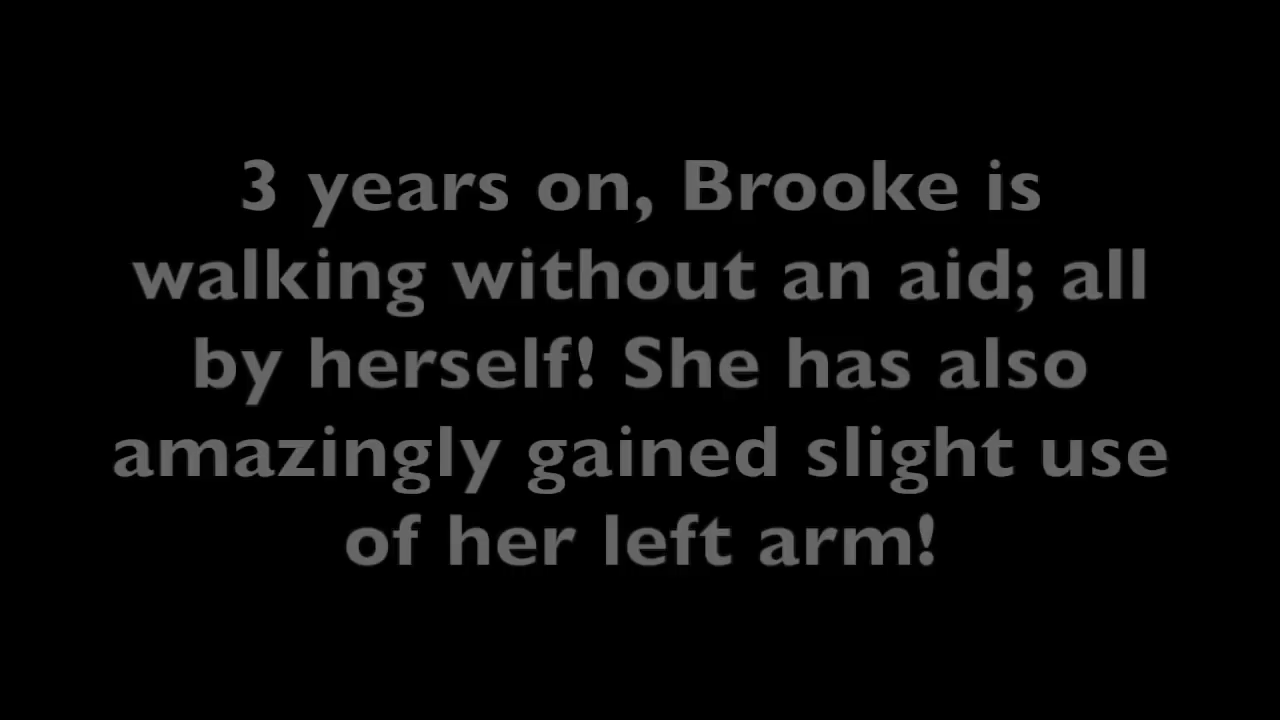 3 years on, Brooke is
walking without an aid; all
by herself! She has also
amazingly gained slight use
of her left arm!